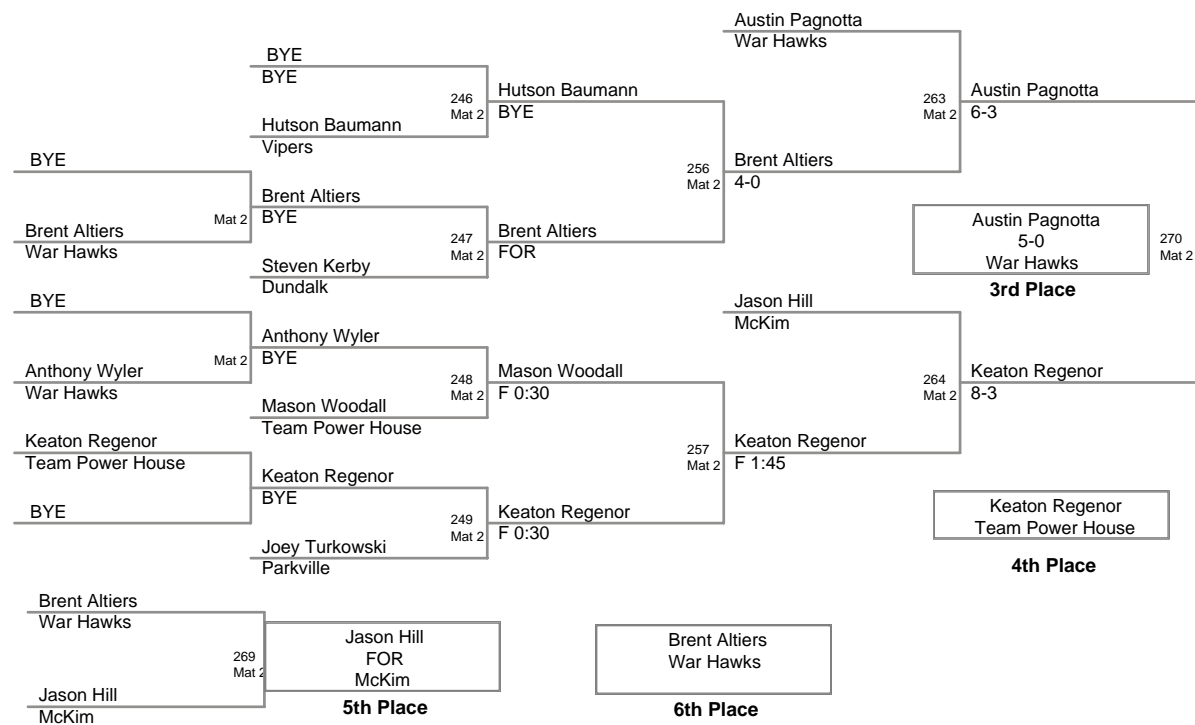 Austin Pagnotta
War Hawks
BYE
BYE
246
Mat 2
Hutson Baumann
BYE
263
Mat 2
Austin Pagnotta
6-3
Hutson Baumann
Vipers
BYE
256
Mat 2
Brent Altiers
4-0
Mat 2
Brent Altiers
BYE
Brent Altiers
War Hawks
247
Mat 2
Brent Altiers
FOR
Austin Pagnotta
5-0
War Hawks
270
Mat 2
3rd Place
Steven Kerby
Dundalk
BYE
Jason Hill
McKim
Mat 2
Anthony Wyler
BYE
Anthony Wyler
War Hawks
248
Mat 2
Mason Woodall
F 0:30
264
Mat 2
Keaton Regenor
8-3
Mason Woodall
Team Power House
Keaton Regenor
Team Power House
257
Mat 2
Keaton Regenor
F 1:45
Keaton Regenor
BYE
BYE
249
Mat 2
Keaton Regenor
F 0:30
Keaton Regenor
Team Power House
4th Place
Joey Turkowski
Parkville
Brent Altiers
War Hawks
269
Mat 2
Jason Hill
FOR
McKim
5th Place
Brent Altiers
War Hawks
6th Place
Jason Hill
McKim